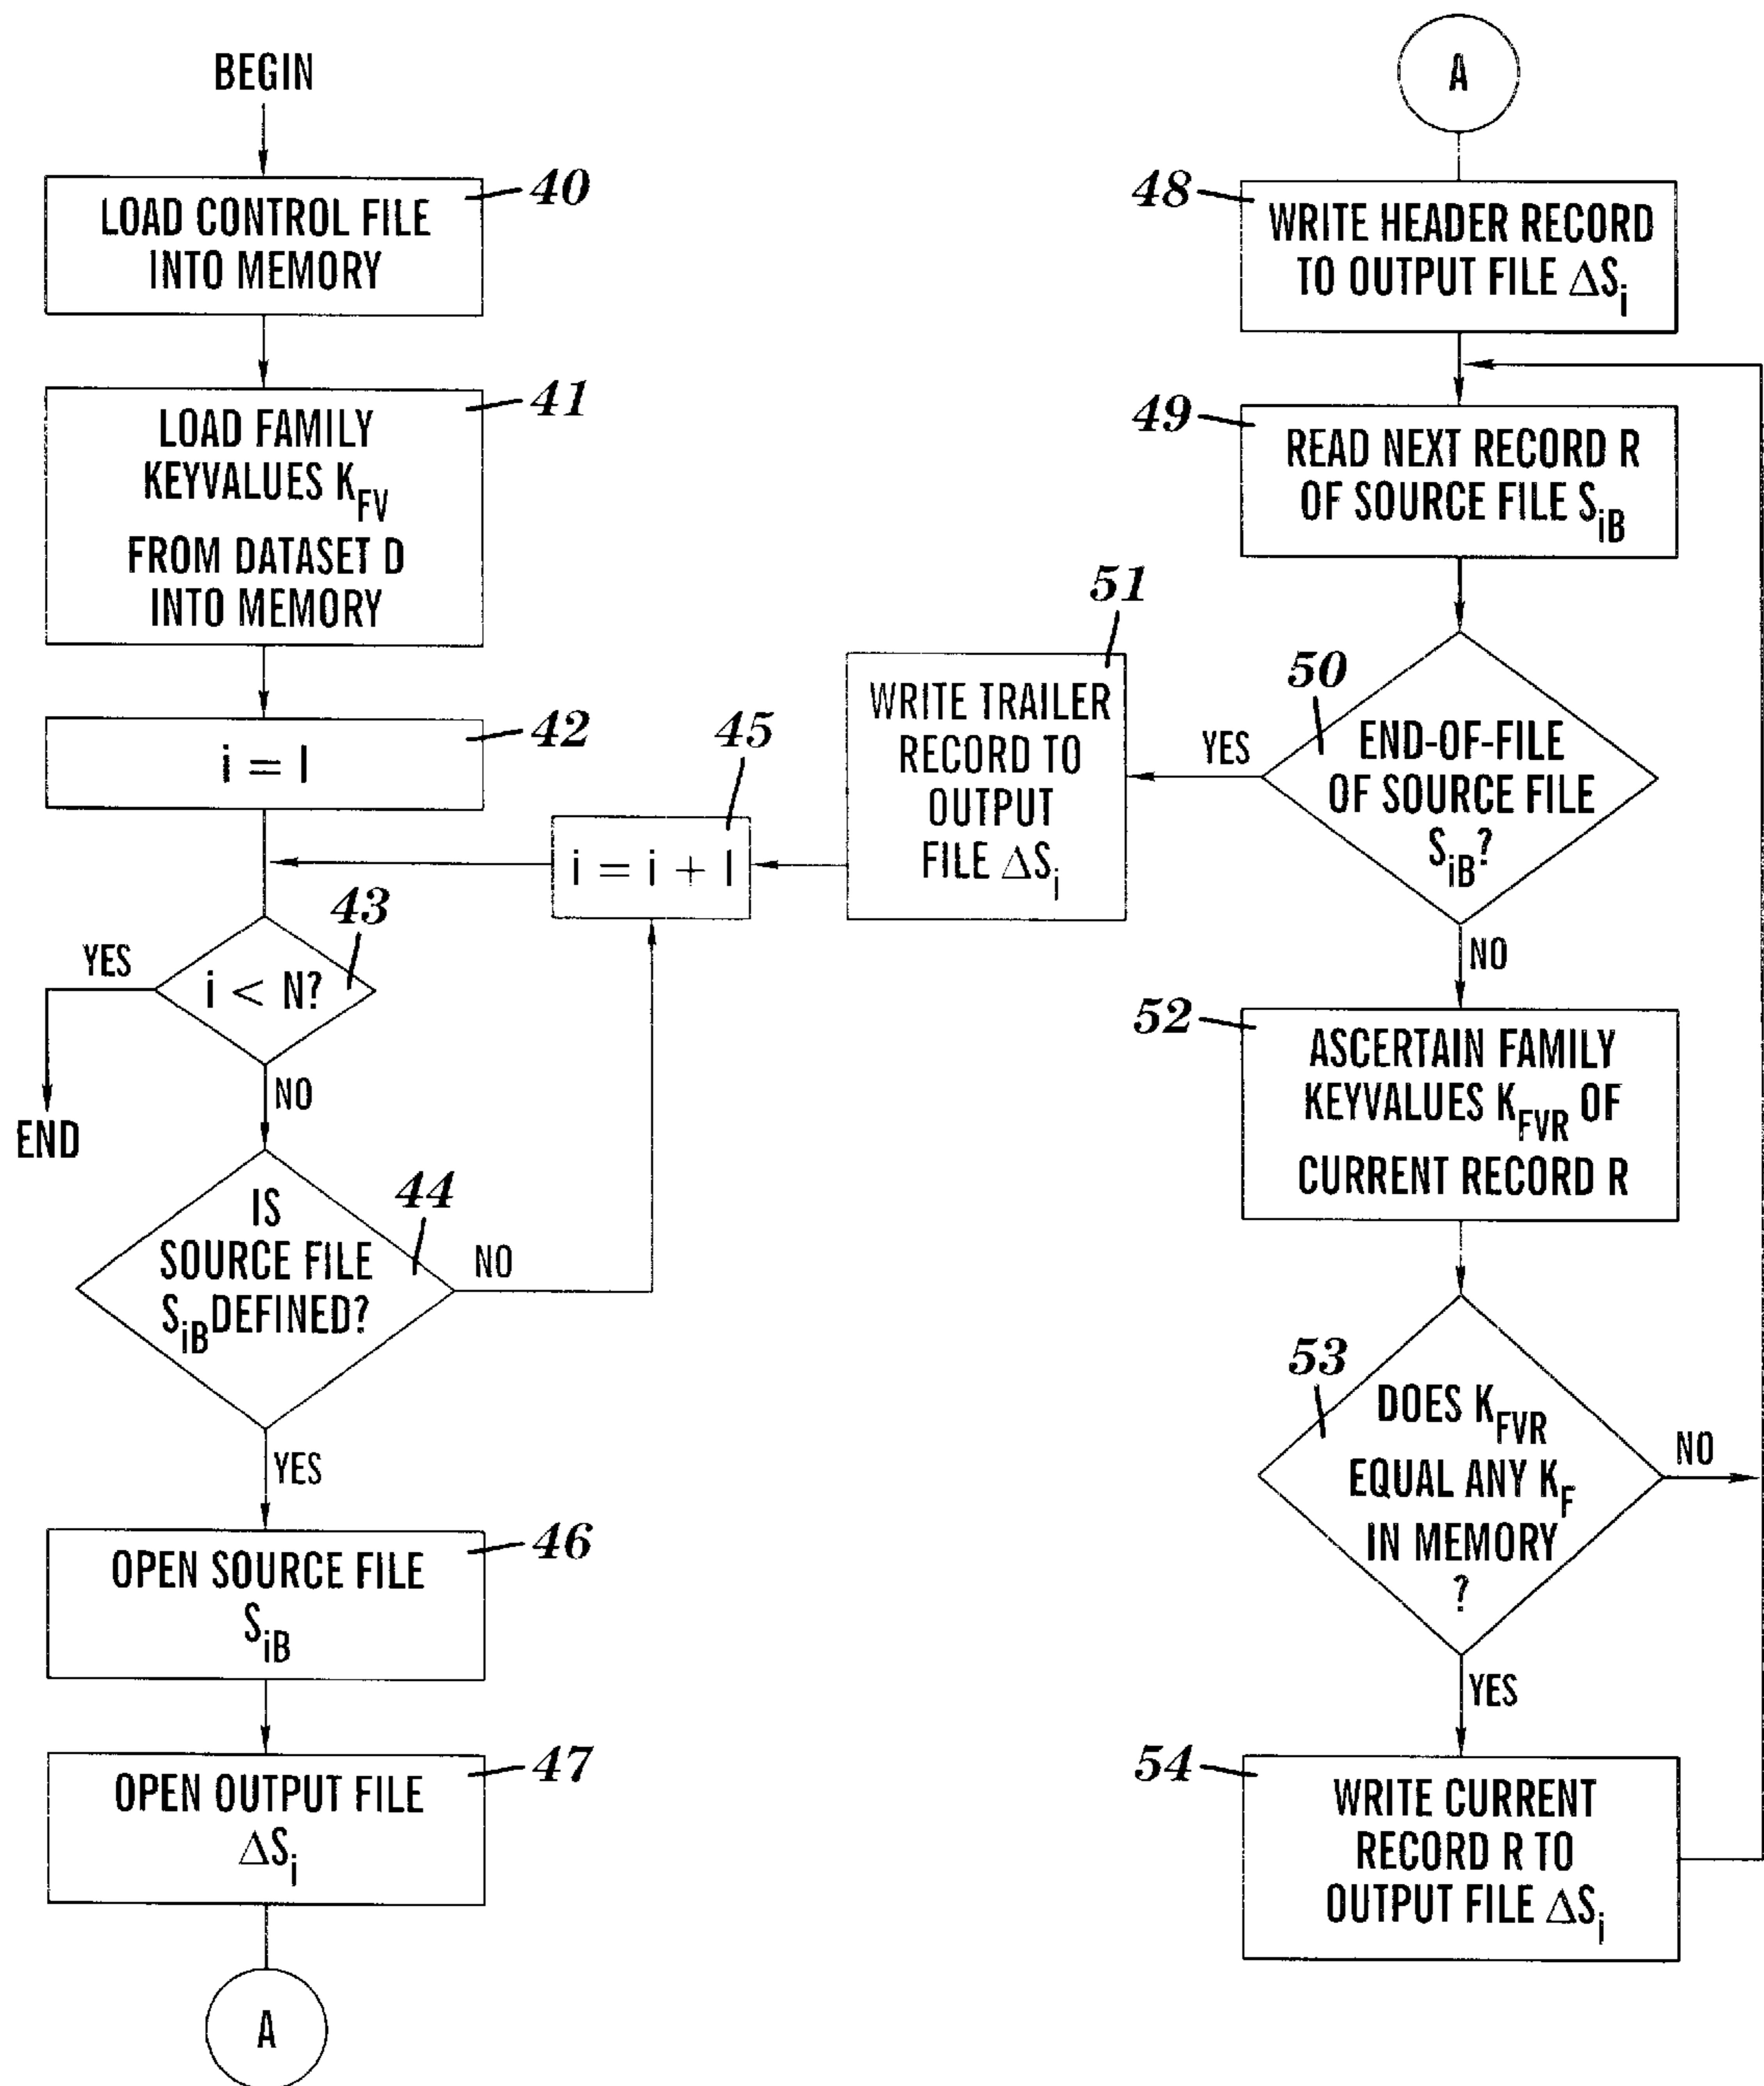 BEGIN
40
LOAD CONTROL FILE
INTO MEMORY
41
LOAD FAMILY
KEYVALUES K_FV
FROM DATASET D
INTO MEMORY
42
i = 1
43
i < N?
YES
END
NO
44
IS
SOURCE FILE
S_iB DEFINED?
NO
45
i = i + 1
YES
46
OPEN SOURCE FILE
S_iB
47
OPEN OUTPUT FILE
ΔS_i
A
A
48
WRITE HEADER RECORD
TO OUTPUT FILE ΔS_i
49
READ NEXT RECORD R
OF SOURCE FILE S_iB
50
END-OF-FILE
OF SOURCE FILE
S_iB?
YES
51
WRITE TRAILER
RECORD TO
OUTPUT
FILE ΔS_i
NO
52
ASCERTAIN FAMILY
KEYVALUES K_FVR OF
CURRENT RECORD R
53
DOES K_FVR
EQUAL ANY K_F
IN MEMORY
?
NO
YES
54
WRITE CURRENT
RECORD R TO
OUTPUT FILE ΔS_i